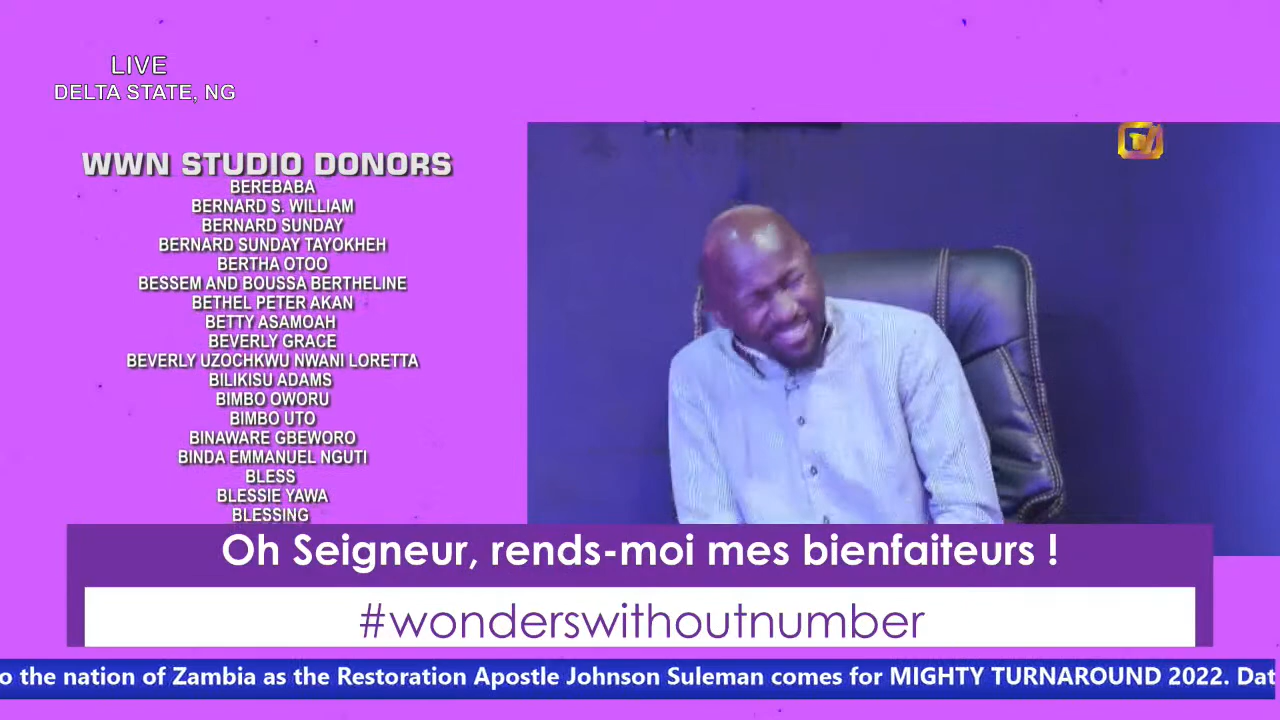 LIVE
DELTA STATE, NG
WWN STUDIO DONORS
BEREBABA
BERNARD S. WILLIAM
BERNARD SUNDAY
BERNARD SUNDAY TAYOKHEH
BERTHA OTOO
BESSEM AND BOUSSA BERTHELINE
BETHEL PETER AKAN
BETTY ASAMOAH
BEVERLY GRACE
BEVERLY UZOCHKWU NWANI LORETTA
BILIKISU ADAMS
BIMBO OWORU
BIMBO UTO
BINAWARE GBEWORO
BINDA EMMANUEL NGUTI
BLESS
BLESSIE YAWA
BLESSING
Oh Seigneur, rends-moi mes bienfaiteurs !
#wonderswithoutnumber
o the nation of Zambia as the Restoration Apostle Johnson Suleman comes for MIGHTY TURNAROUND 2022. Dat